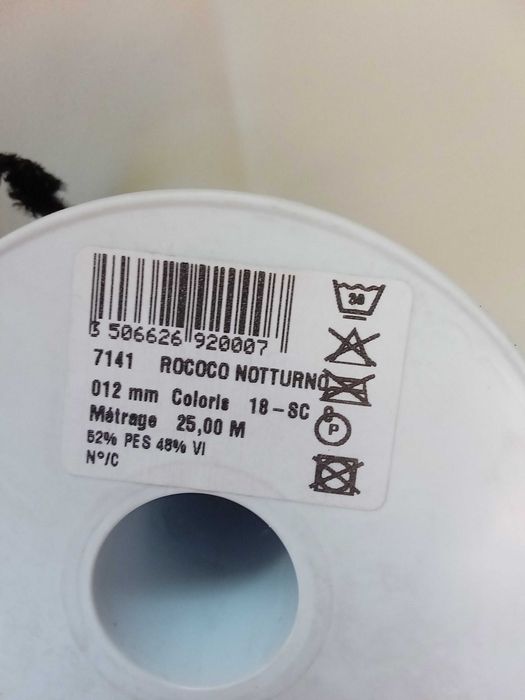 3 506626 920007
7141 ROCOCO NOTTURNO
012 mm Coloris 18-SC 8
Métrage 25,00 M
52% PES 48% VI
N°/C
30
P